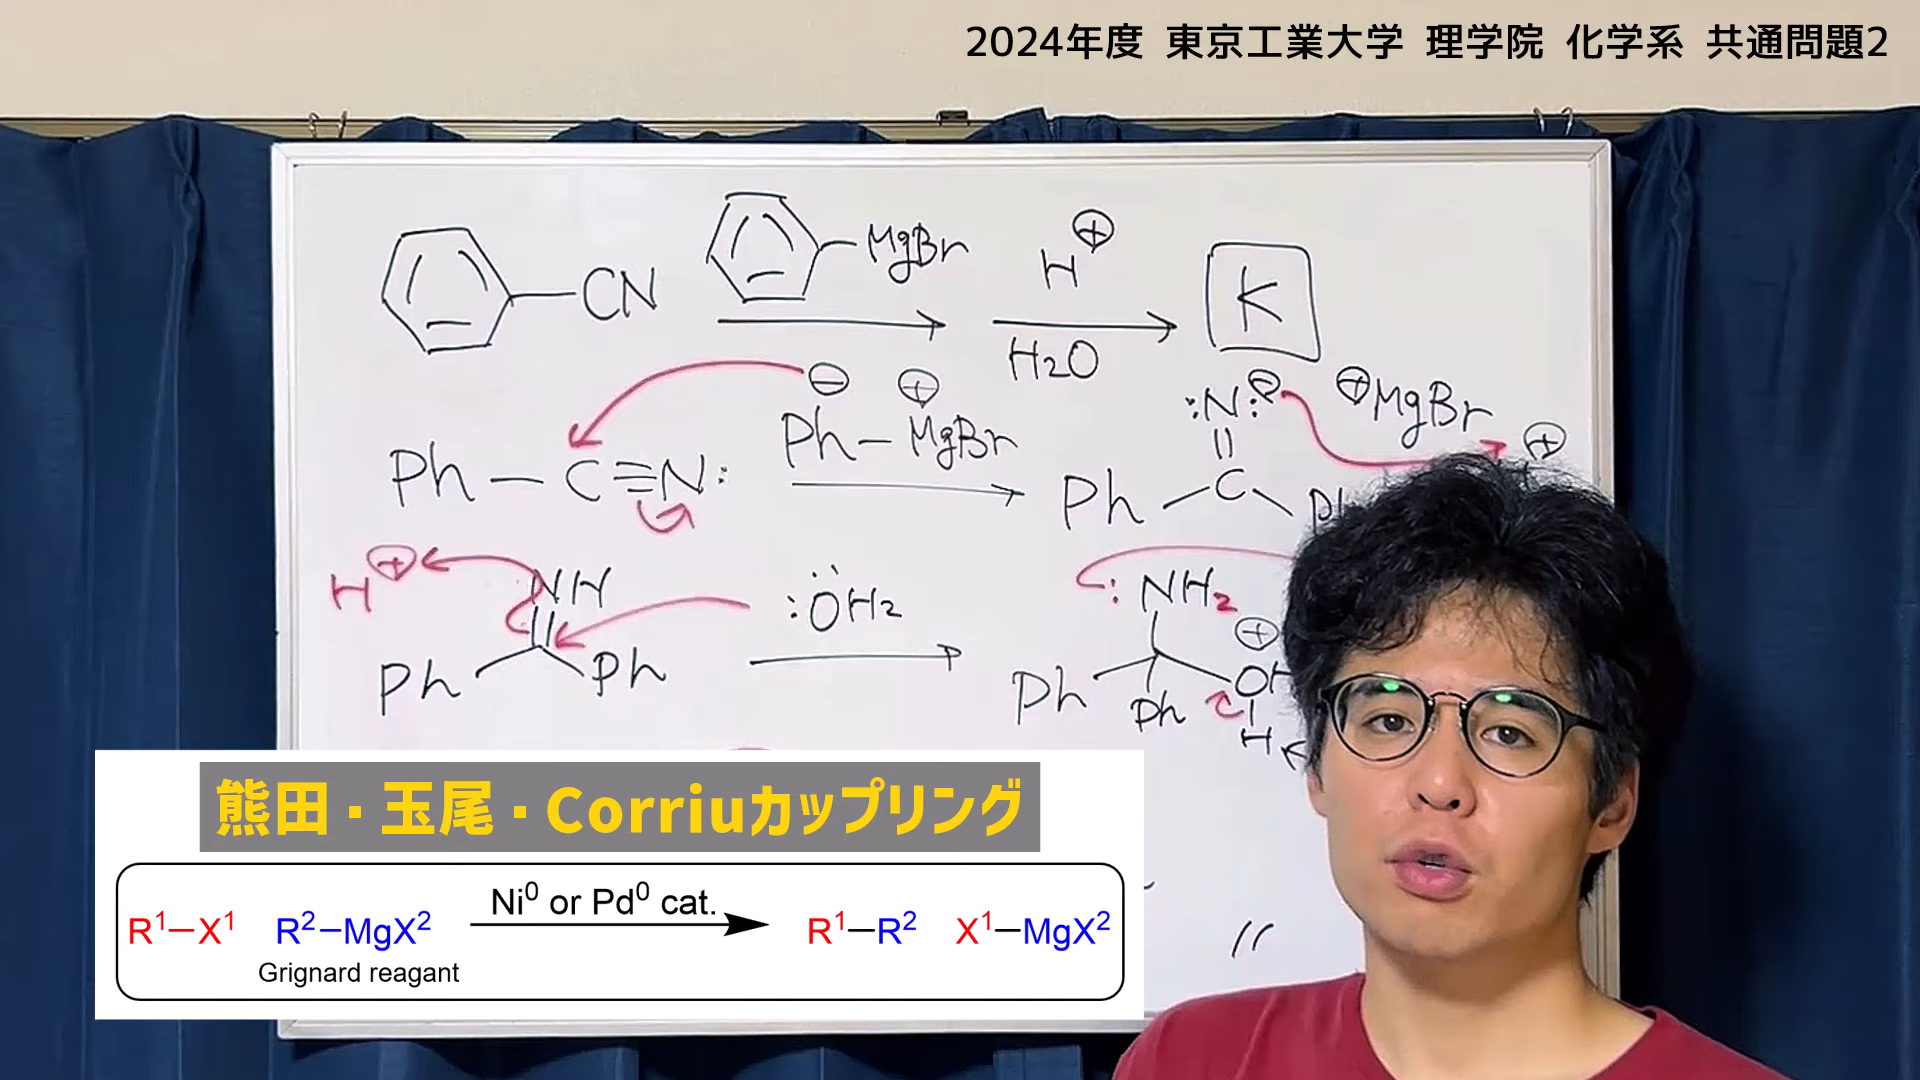 2024年度 東京工業大学 理学院 化学系 共通問題2
CN
MgBr
H⊕
H2O
K
Ph–C≡N:
⊖ ⊕
Ph–MgBr
:N:⊖ ⊕MgBr
⊕
Ph C Ph
H⊕
NH
Ph Ph
:ÖH2
:NH2
⊕
Ph Ph OH
H
熊田・玉尾・Corriuカップリング
R¹–X¹ R²–MgX² Ni⁰ or Pd⁰ cat. R¹–R² X¹–MgX²
Grignard reagant